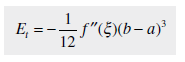 E_t = -\frac{1}{12} f''(\xi)(b - a)^3